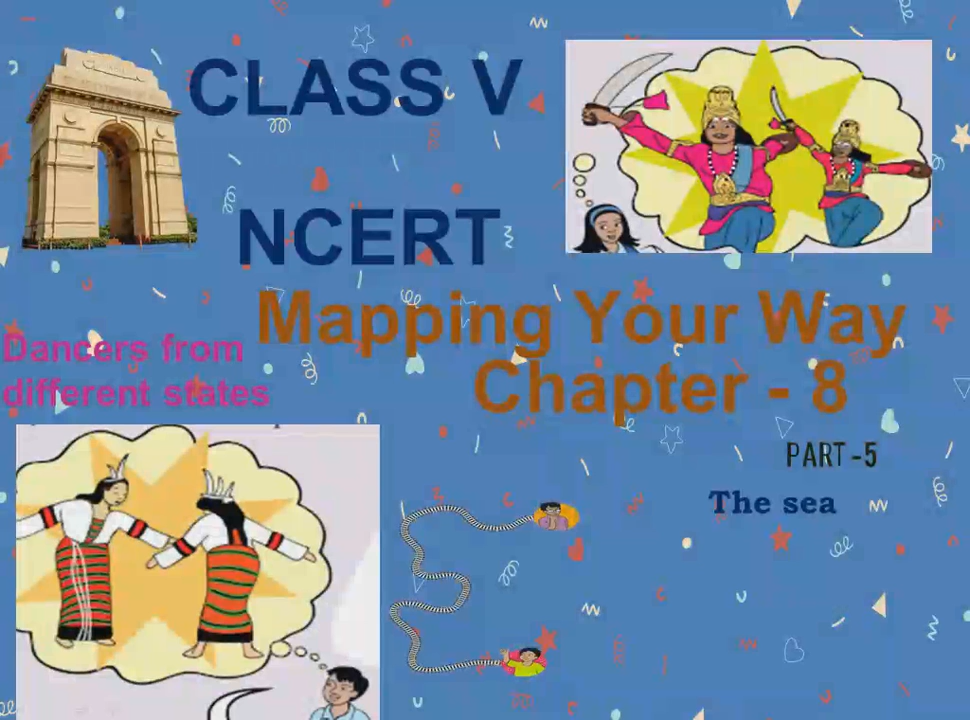 CLASS V
NCERT
Mapping Your Way
Chapter - 8
Dancers from
different states
PART -5
The sea